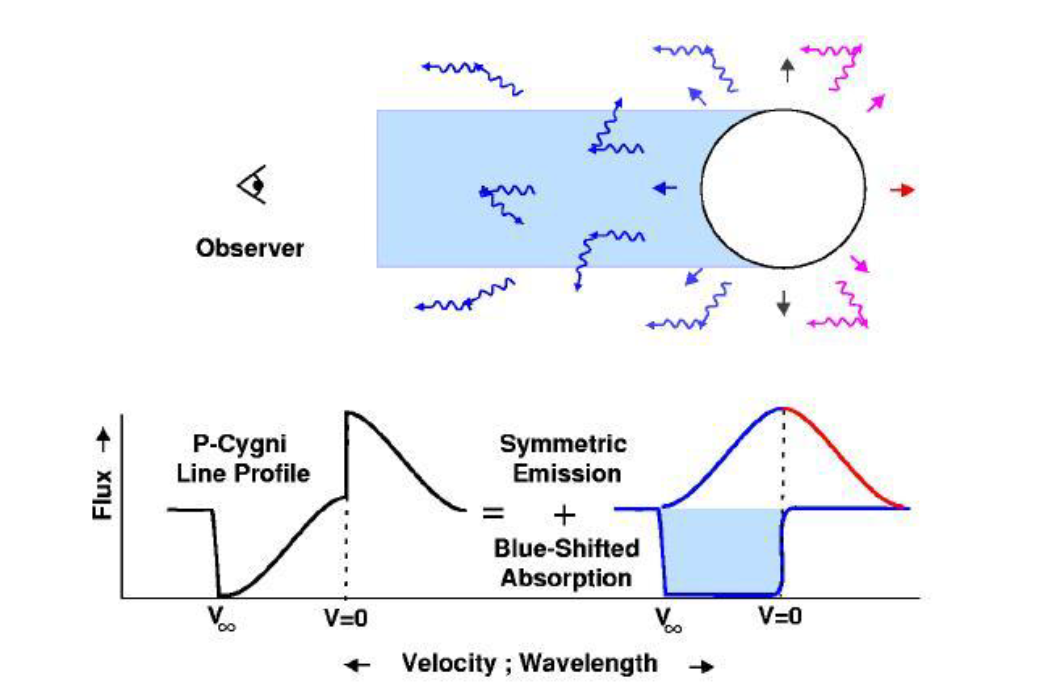 Observer
P-Cygni
Line Profile
Symmetric
Emission
Flux →
= +
Blue-Shifted
Absorption
V∞ V=0 V∞ V=0
← Velocity ; Wavelength →